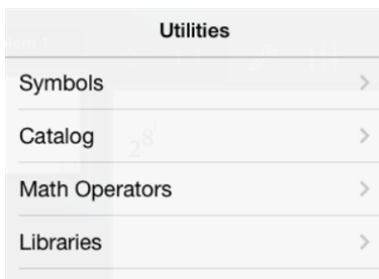 Utilities
Symbols
Catalog
Math Operators
Libraries